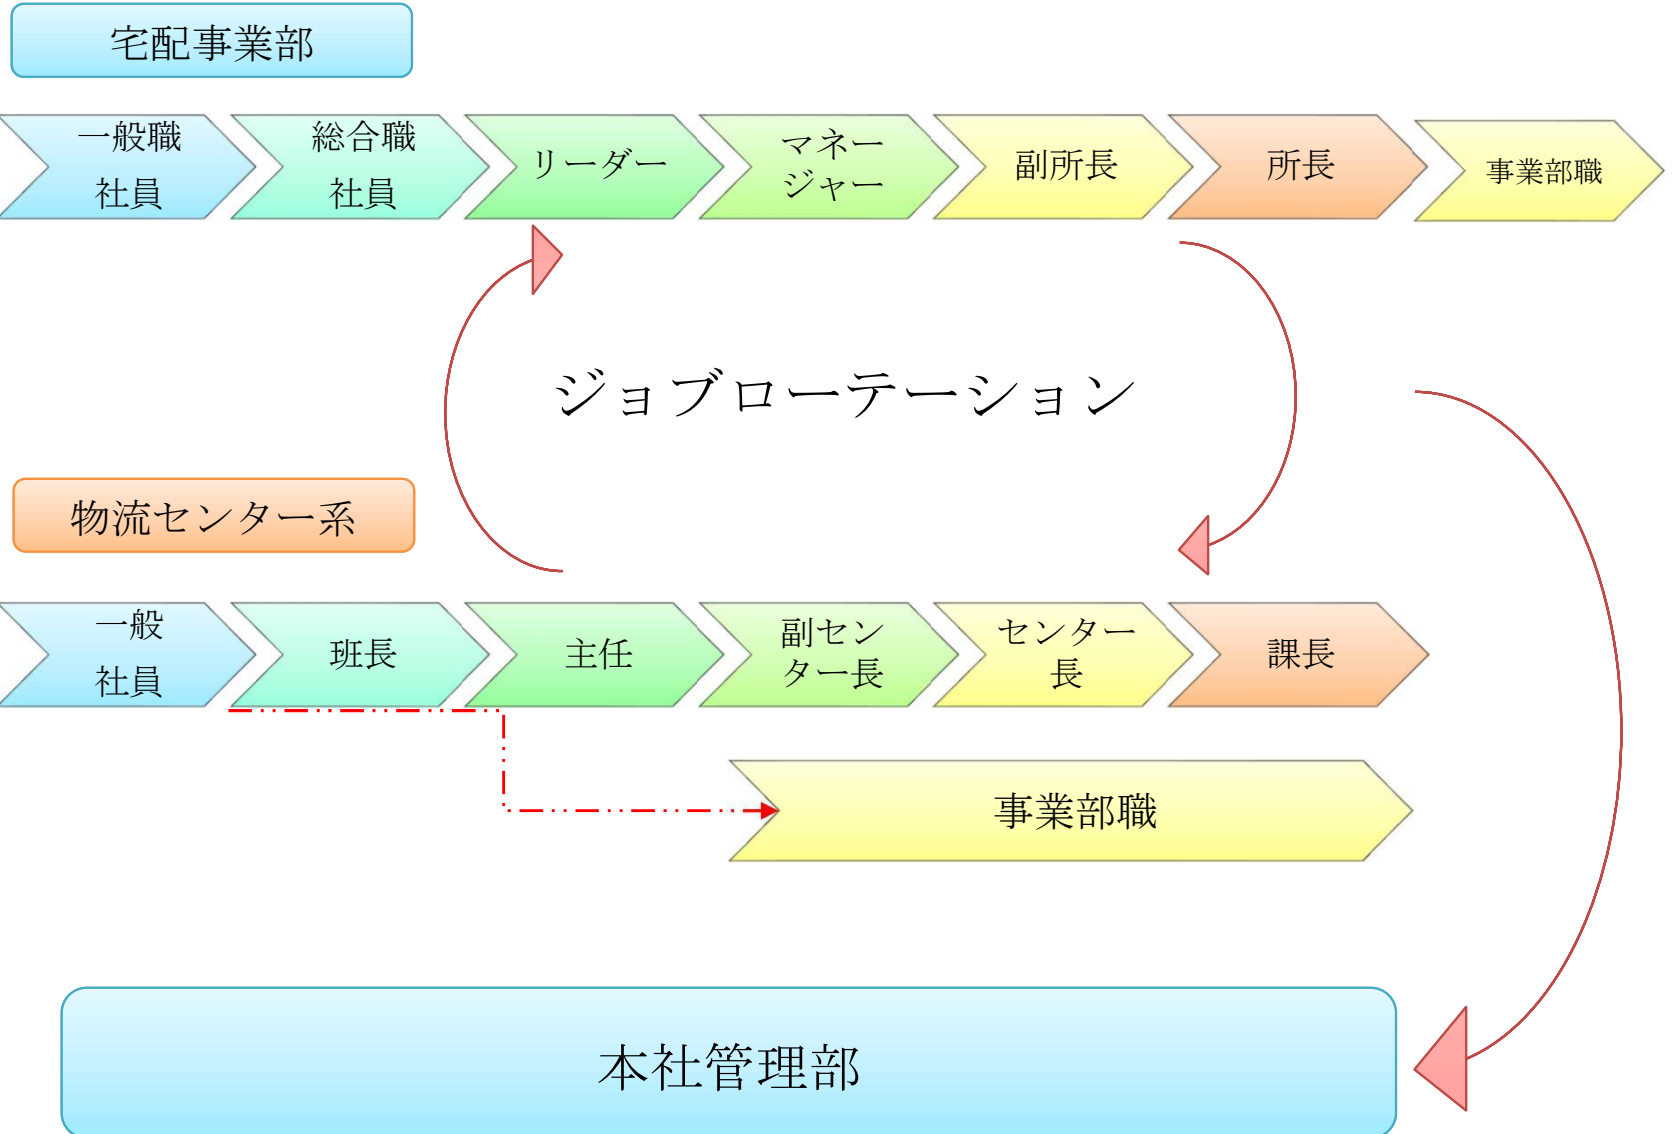 宅配事業部
一般職
社員
総合職
社員
リーダー
マネー
ジャー
副所長
所長
事業部職
ジョブローテーション
物流センター系
一般
社員
班長
主任
副セン
ター長
センター
長
課長
事業部職
本社管理部